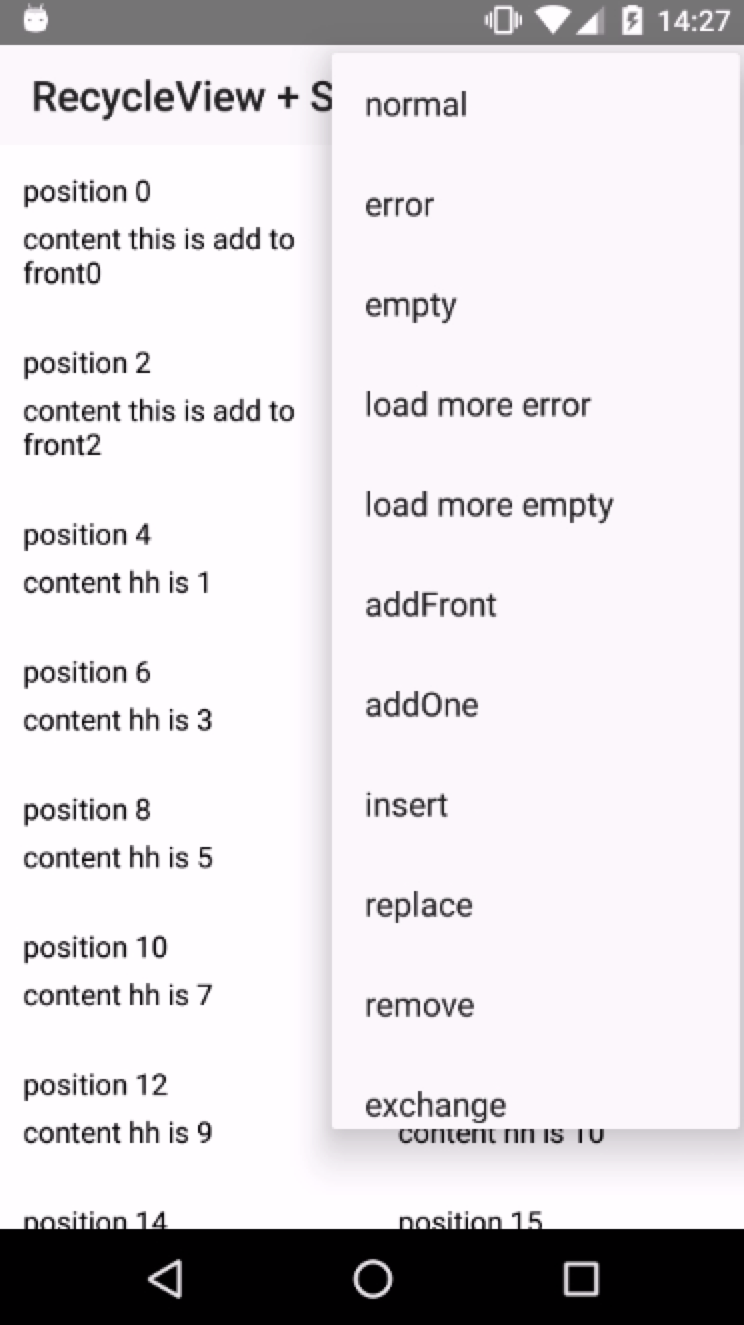 14:27
RecycleView + S
normal
error
empty
load more error
load more empty
addFront
addOne
insert
replace
remove
exchange
position 0
content this is add to
front0
position 2
content this is add to
front2
position 4
content hh is 1
position 6
content hh is 3
position 8
content hh is 5
position 10
content hh is 7
position 12
content hh is 9
content hh is 10
position 14
position 15